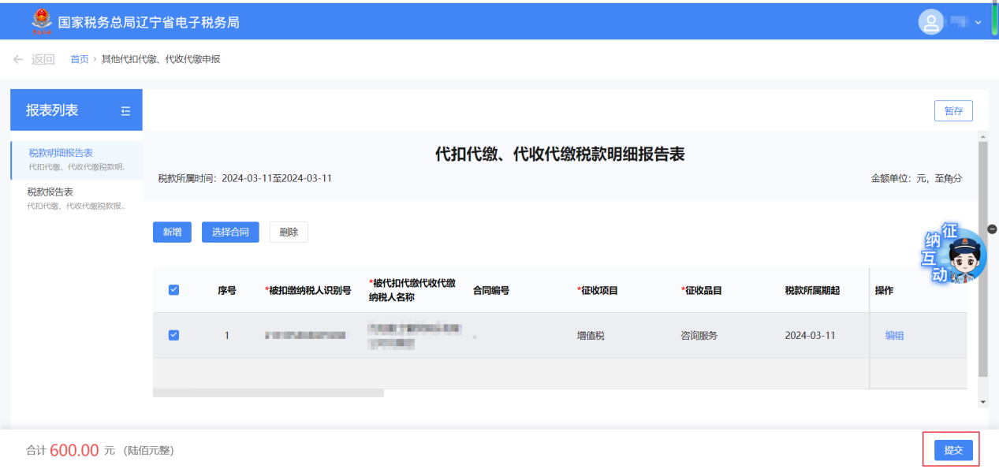 国家税务总局辽宁省电子税务局
返回 首页 › 其他代扣代缴、代收代缴申报
报表列表
暂存
税款明细报告表
代扣代缴、代收代缴税款明..
税款报告表
代扣代缴、代收代缴税款报..
代扣代缴、代收代缴税款明细报告表
税款所属时间：2024-03-11至2024-03-11
金额单位：元，至角分
新增 选择合同 删除
征纳互动
序号 *被扣缴纳税人识别号 *被代扣代缴代收代缴纳税人名称 合同编号 *征收项目 *征收品目 税款所属期起 操作
1 增值税 咨询服务 2024-03-11 编辑
合计 600.00 元 （陆佰元整）
提交